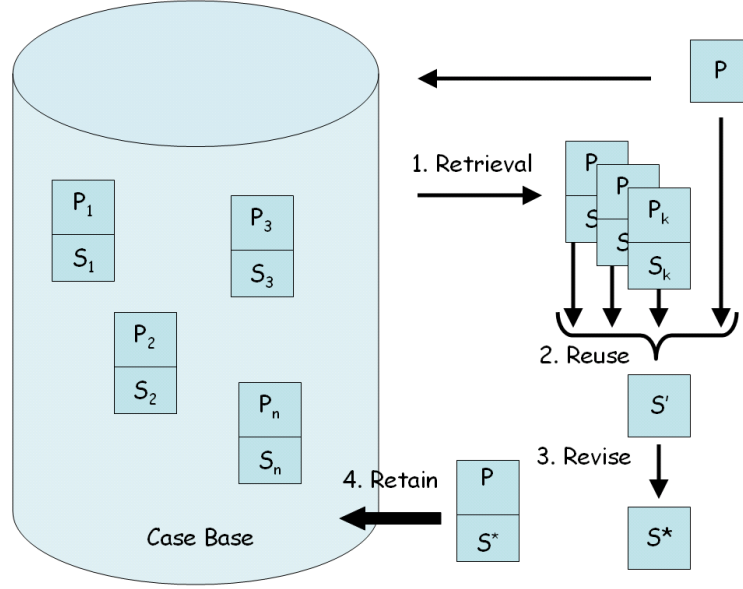 P
1. Retrieval
P
S
P
S
Pₖ
Sₖ
P₁
S₁
P₃
S₃
P₂
S₂
Pₙ
Sₙ
2. Reuse
S'
3. Revise
S*
4. Retain
P
S*
Case Base